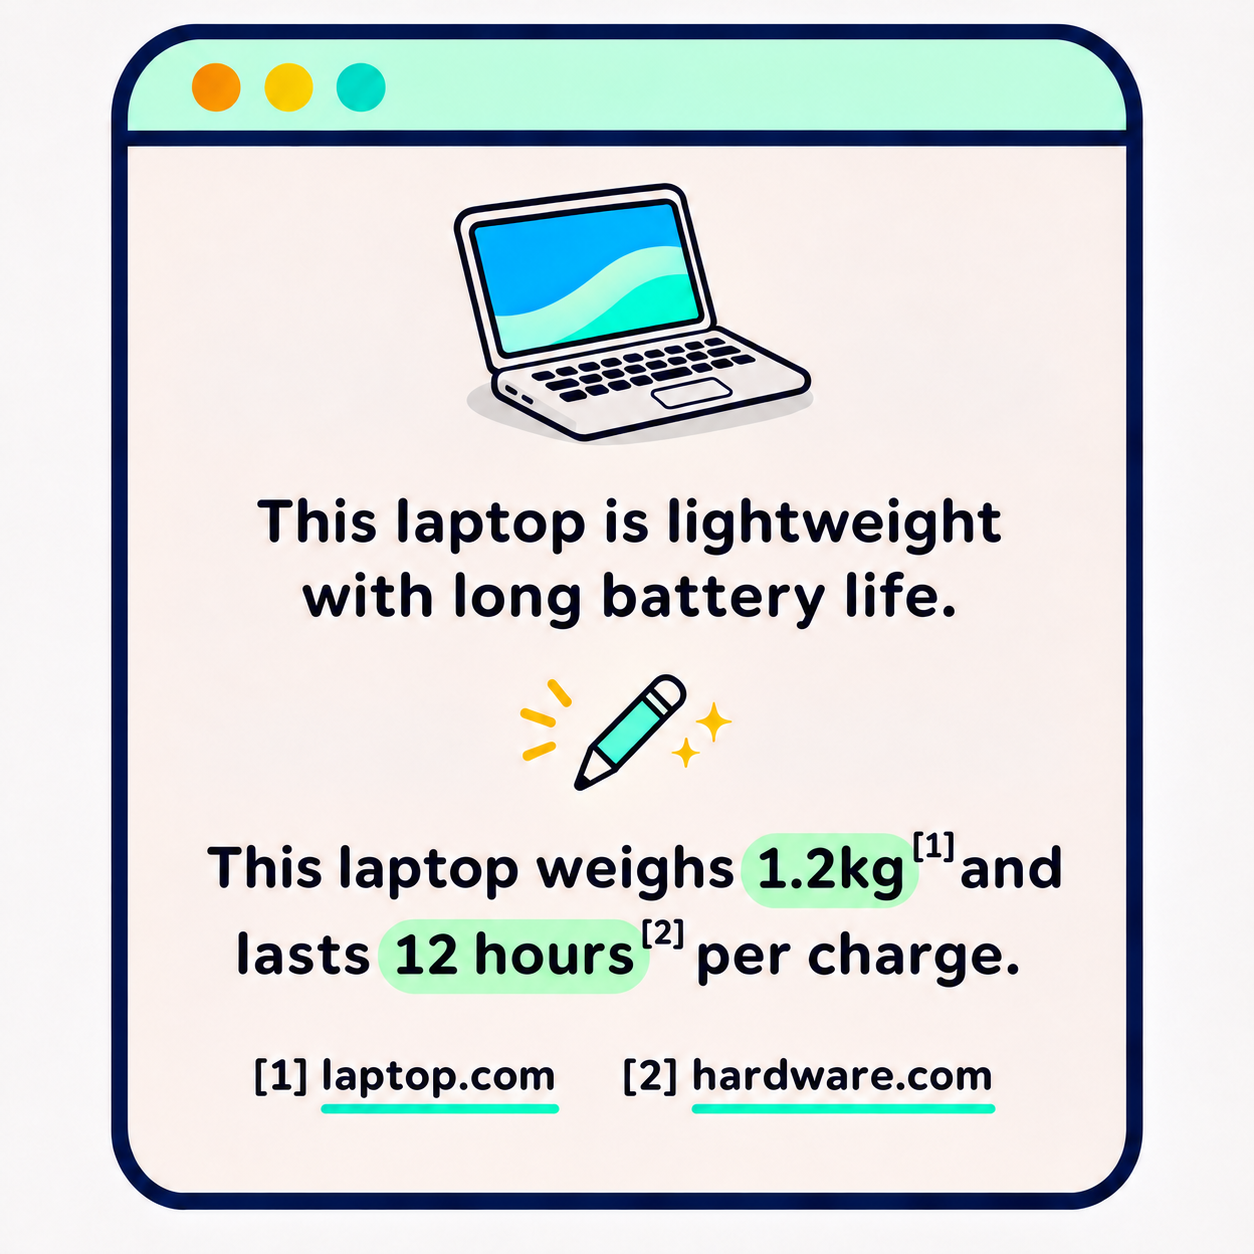 This laptop is lightweight
with long battery life.
This laptop weighs 1.2kg[1] and
lasts 12 hours[2] per charge.
[1] laptop.com [2] hardware.com